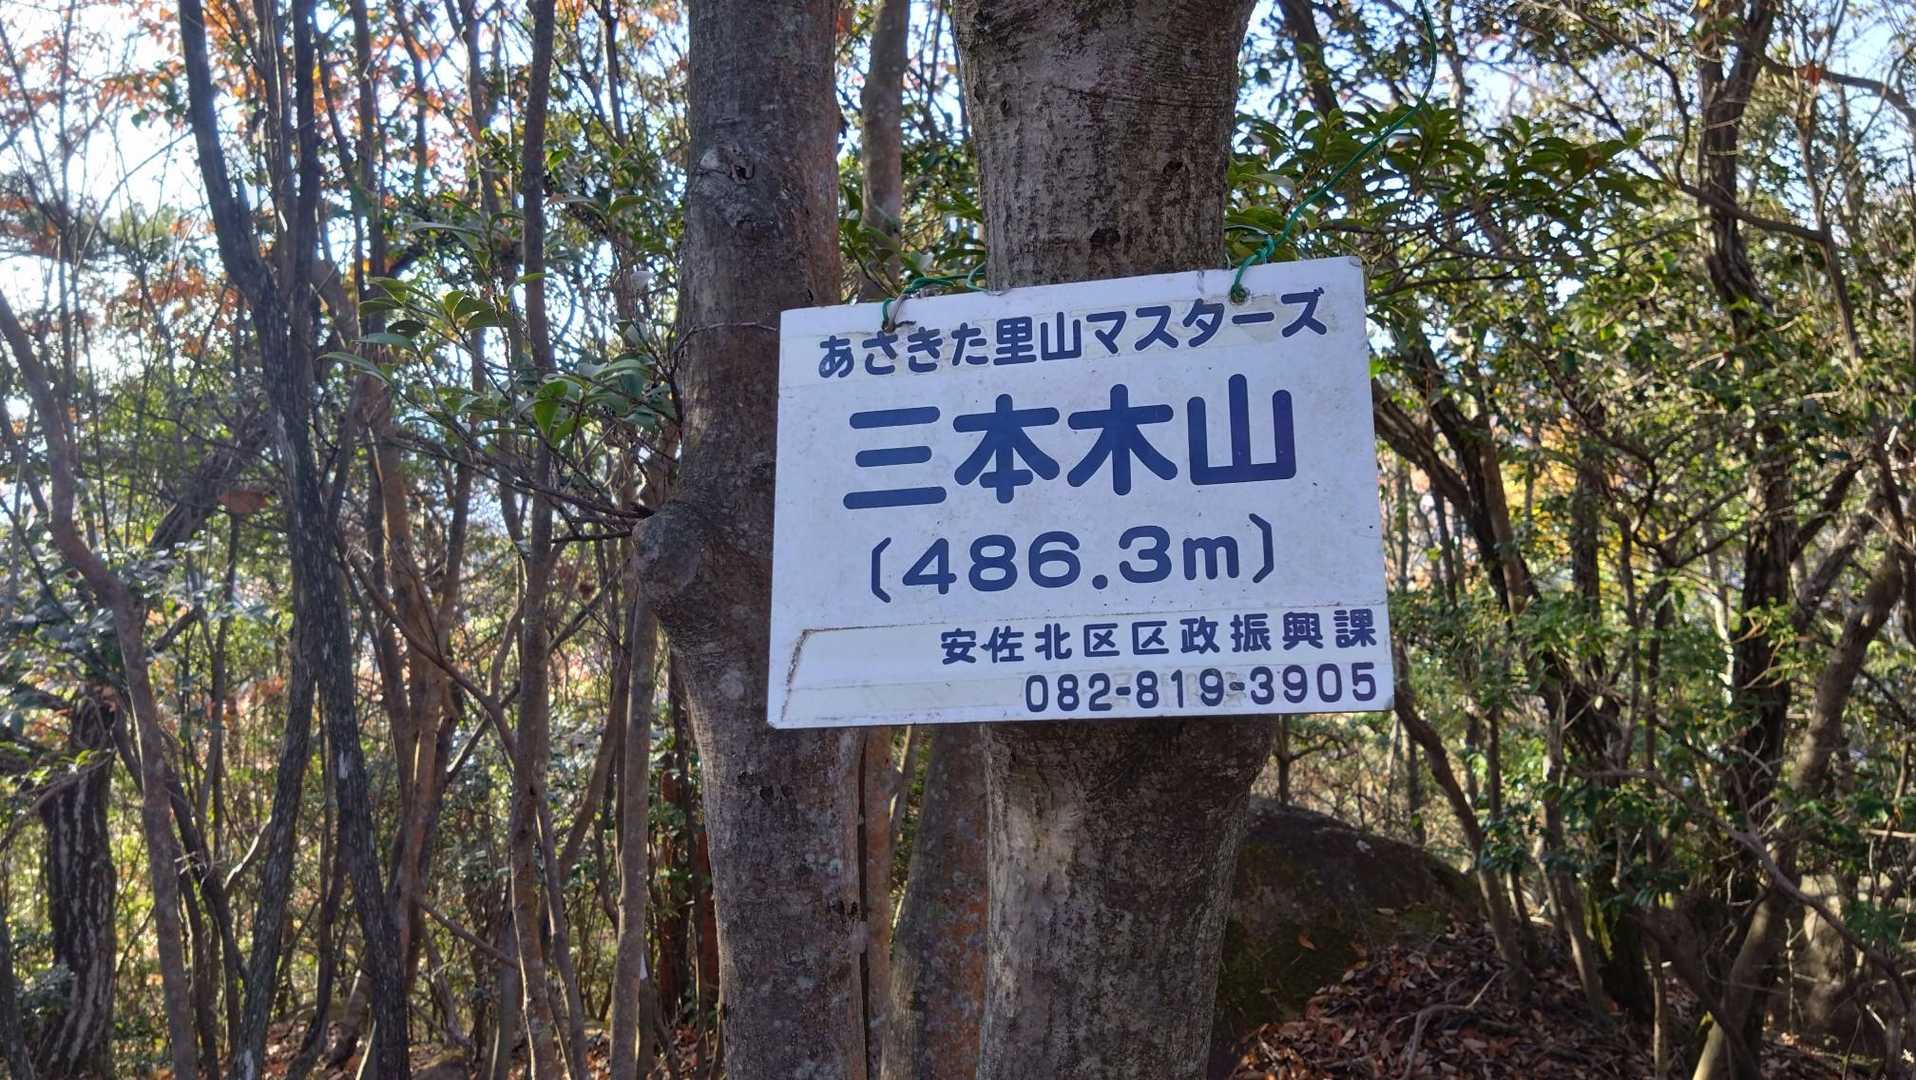 あさきた里山マスターズ
三本木山
〔486.3m〕
安佐北区区政振興課
082-819-3905